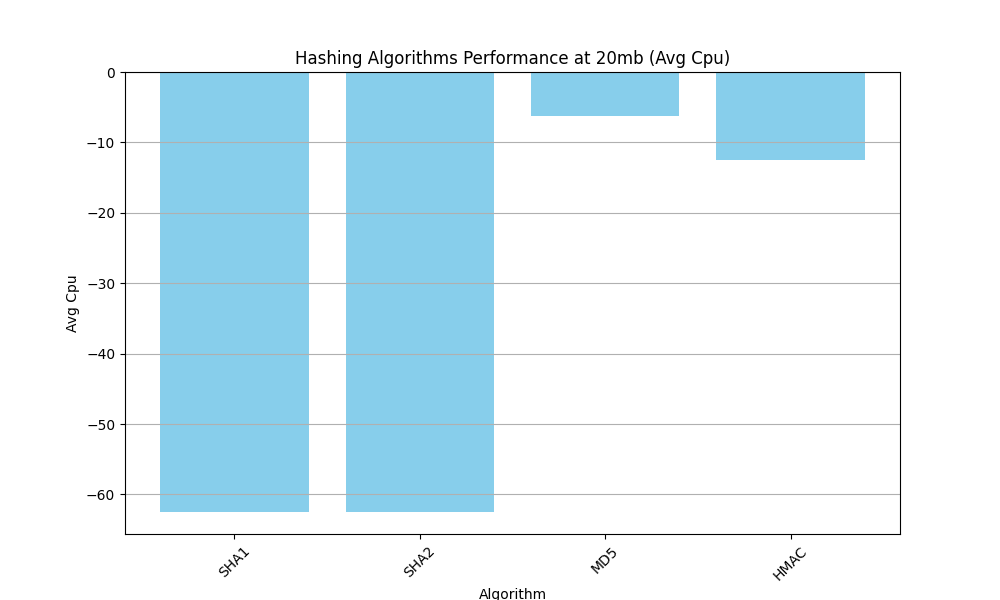 Hashing Algorithms Performance at 20mb (Avg Cpu)
0
−10
−20
−30
−40
−50
−60
Avg Cpu
SHA1
SHA2
MD5
HMAC
Algorithm